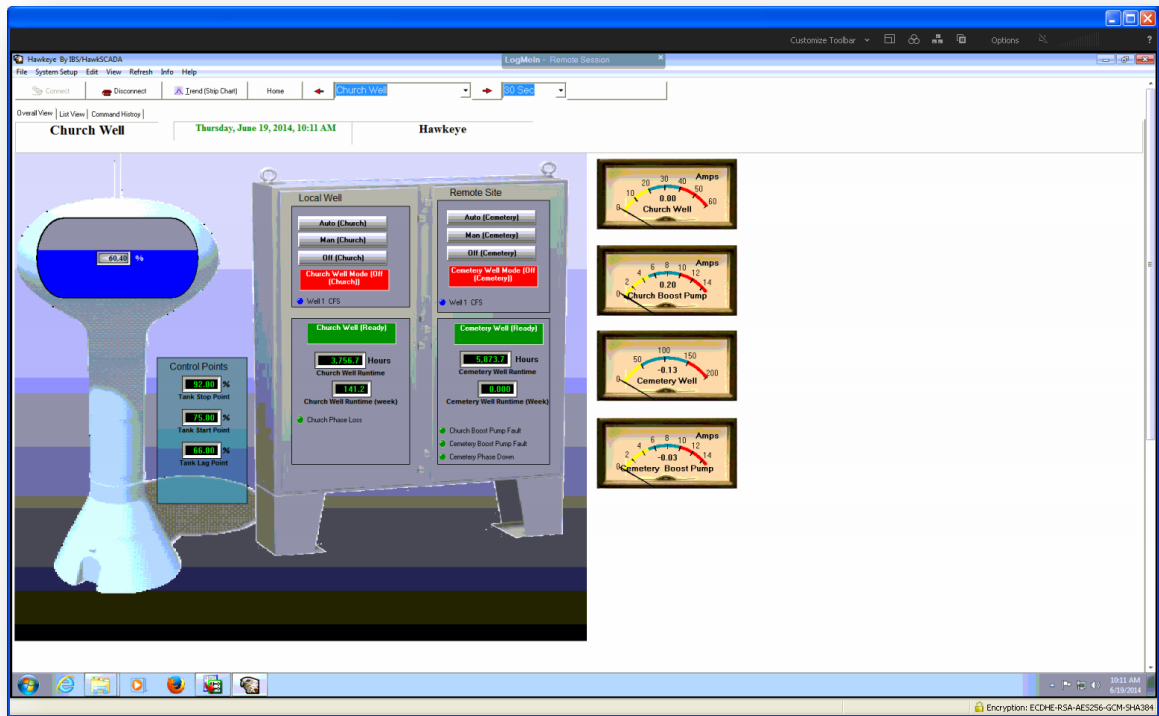 Customize Toolbar
Options
?
Hawkeye By IBS/HawkSCADA
LogMeIn - Remote Session
File System Setup Edit View Refresh Info Help
Connect Disconnect Trend (Strip Chart) Home Church Well 30 Sec
Overall View List View Command History
Church Well Thursday, June 19, 2014, 10:11 AM Hawkeye
60.40 %
Control Points
92.00 %
Tank Stop Point
75.00 %
Tank Start Point
66.00 %
Tank Lag Point
Local Well
Auto (Church)
Man (Church)
Off (Church)
Church Well Mode (Off
(Church))
Well 1 CFS
Church Well (Ready)
3,756.7 Hours
Church Well Runtime
141.2
Church Well Runtime (week)
Church Phase Loss
Remote Site
Auto (Cemetery)
Man (Cemetery)
Off (Cemetery)
Cemetery Well Mode (Off
(Cemetery))
Well 1 CFS
Cemetery Well (Ready)
5,073.7 Hours
Cemetery Well Runtime
0.000
Cemetery Well Runtime (Week)
Church Boost Pump Fault
Cemetery Boost Pump Fault
Cemetery Phase Down
0 10 20 30 40 50 60 Amps
0.00
Church Well
0 2 4 6 8 10 12 14 Amps
0.20
Church Boost Pump
0 50 100 150 200
-0.13
Cemetery Well
0 2 4 6 8 10 12 14 Amps
-0.03
Cemetery Boost Pump
10:11 AM
6/19/2014
Encryption: ECDHE-RSA-AES256-GCM-SHA384